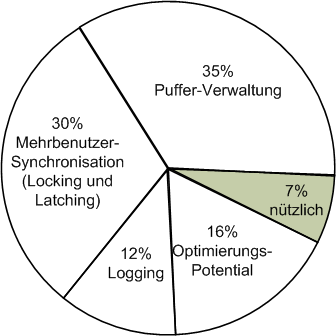 35%
Puffer-Verwaltung
30%
Mehrbenutzer-
Synchronisation
(Locking und
Latching)
7%
nützlich
16%
Optimierungs-
Potential
12%
Logging